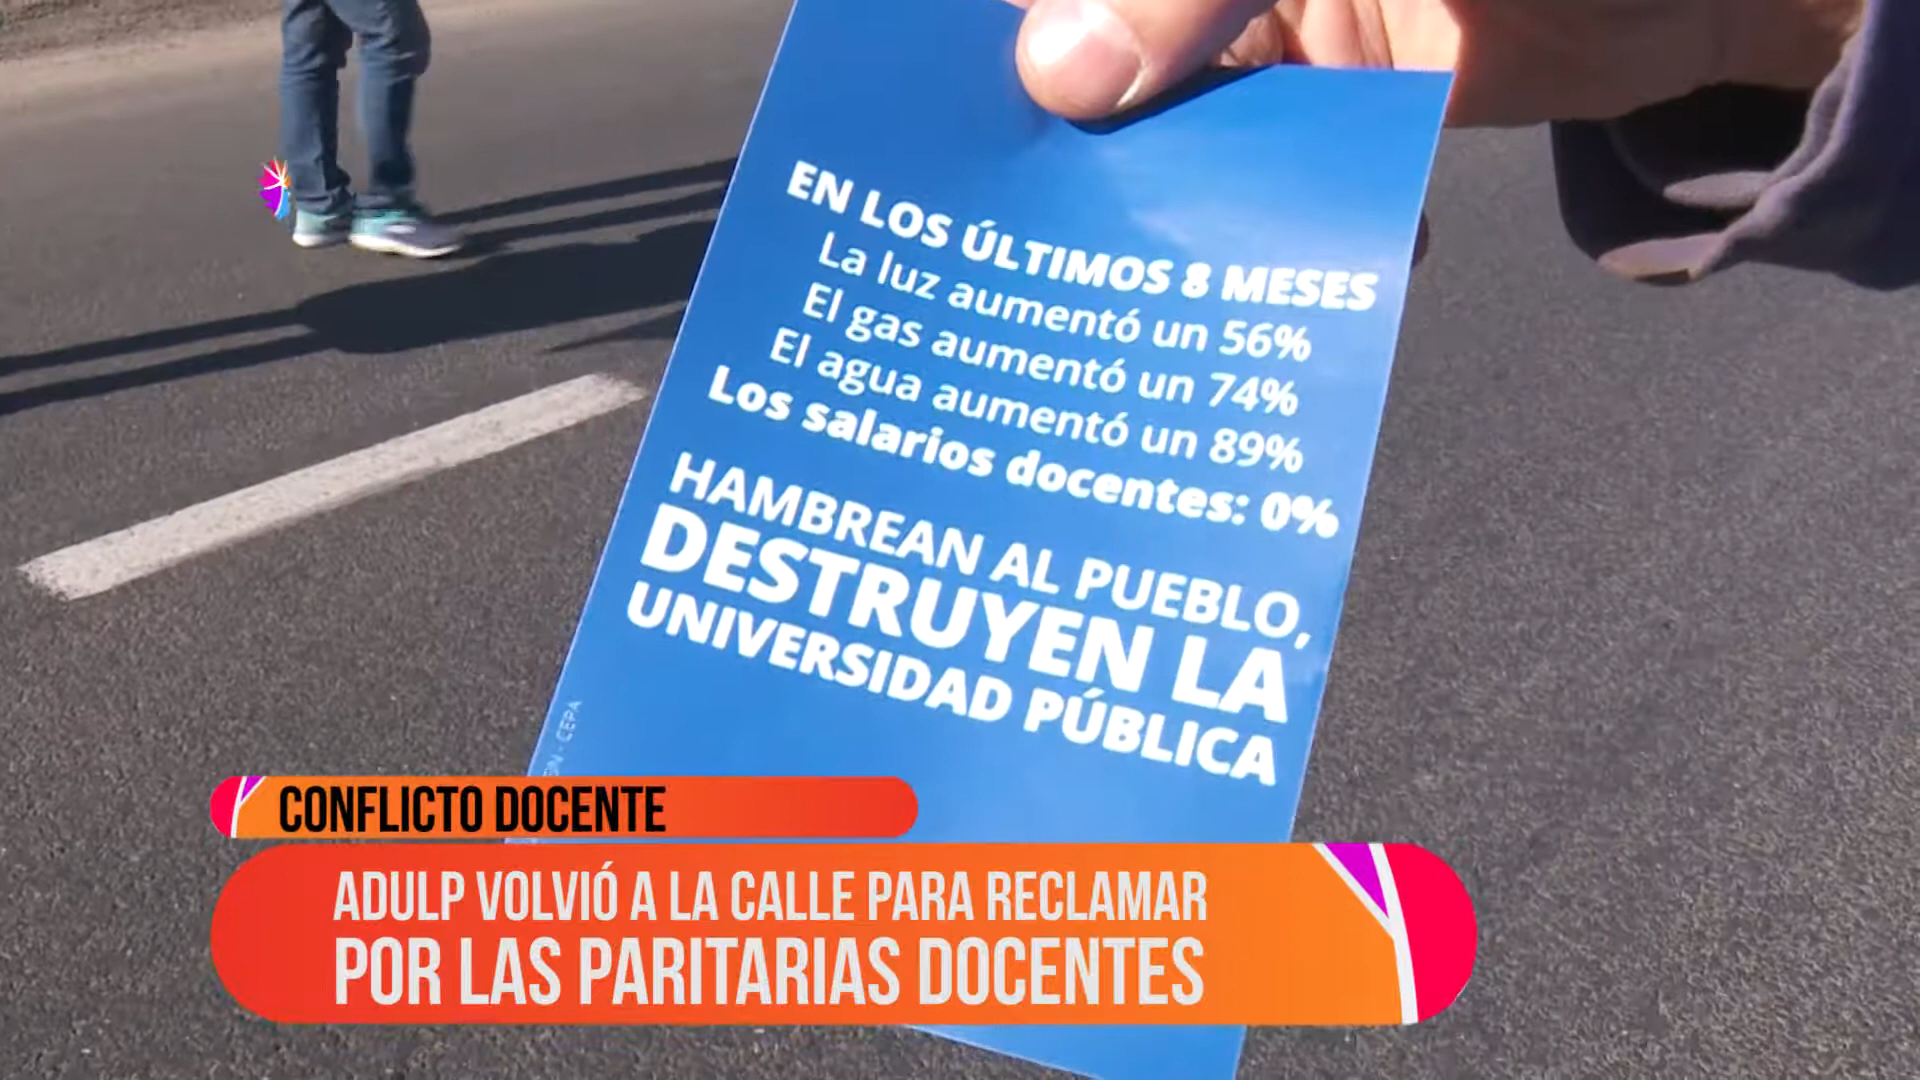 EN LOS ÚLTIMOS 8 MESES
La luz aumentó un 56%
El gas aumentó un 74%
El agua aumentó un 89%
Los salarios docentes: 0%
HAMBREAN AL PUEBLO,
DESTRUYEN LA
UNIVERSIDAD PÚBLICA
CEPA
CONFLICTO DOCENTE
ADULP VOLVIÓ A LA CALLE PARA RECLAMAR
POR LAS PARITARIAS DOCENTES